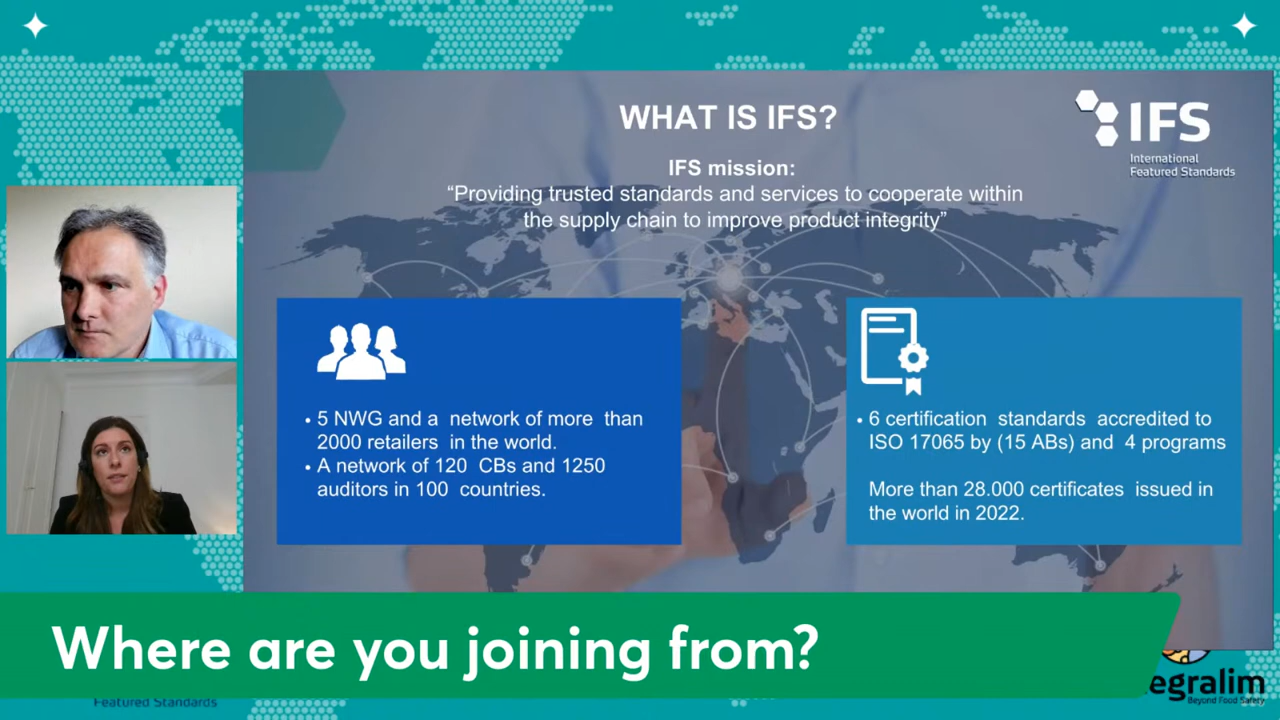 WHAT IS IFS?
IFS
International
Featured Standards
IFS mission:
“Providing trusted standards and services to cooperate within
the supply chain to improve product integrity”
• 5 NWG and a network of more than
2000 retailers in the world.
• A network of 120 CBs and 1250
auditors in 100 countries.
• 6 certification standards accredited to
ISO 17065 by (15 ABs) and 4 programs
More than 28.000 certificates issued in
the world in 2022.
Where are you joining from?
Featured Standards
egralim
Beyond Food Safety